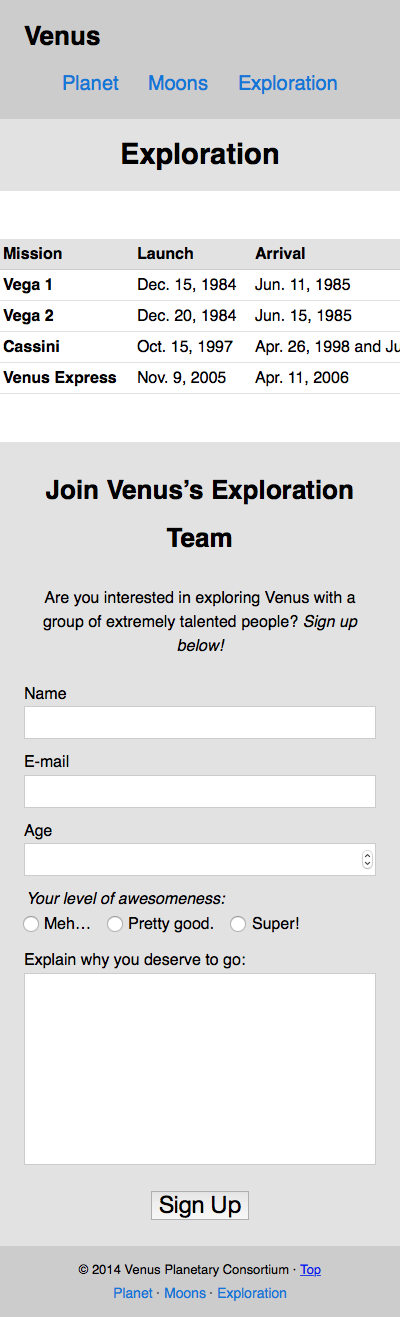 Venus
Planet Moons Exploration
Exploration
Mission Launch Arrival
Vega 1 Dec. 15, 1984 Jun. 11, 1985
Vega 2 Dec. 20, 1984 Jun. 15, 1985
Cassini Oct. 15, 1997 Apr. 26, 1998 and Ju
Venus Express Nov. 9, 2005 Apr. 11, 2006
Join Venus’s Exploration
Team
Are you interested in exploring Venus with a
group of extremely talented people? Sign up
below!
Name
E-mail
Age
Your level of awesomeness:
Meh… Pretty good. Super!
Explain why you deserve to go:
Sign Up
© 2014 Venus Planetary Consortium · Top
Planet · Moons · Exploration